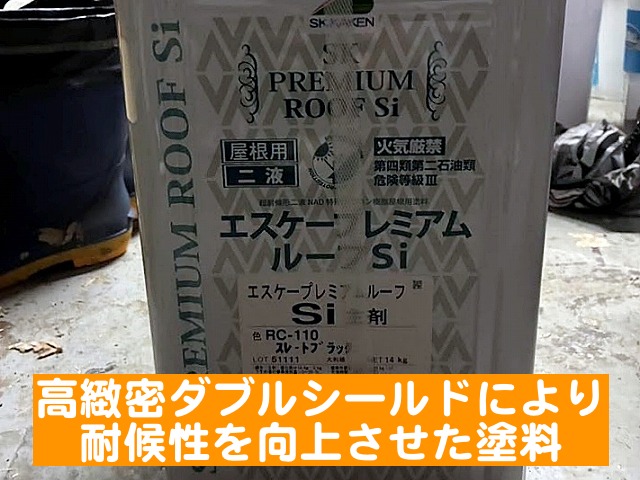 SK KAKEN
SK
PREMIUM
ROOF Si
PREMIUM ROOF Si
屋根用
二液
火気厳禁
第四類第二石油類
危険等級Ⅲ
エスケープレミアム
ルーフSi
エスケープレミアムルーフ
Si 主剤
色 RC-110
スレートブラック
LOT 51111
14kg
高緻密ダブルシールドにより
耐候性を向上させた塗料